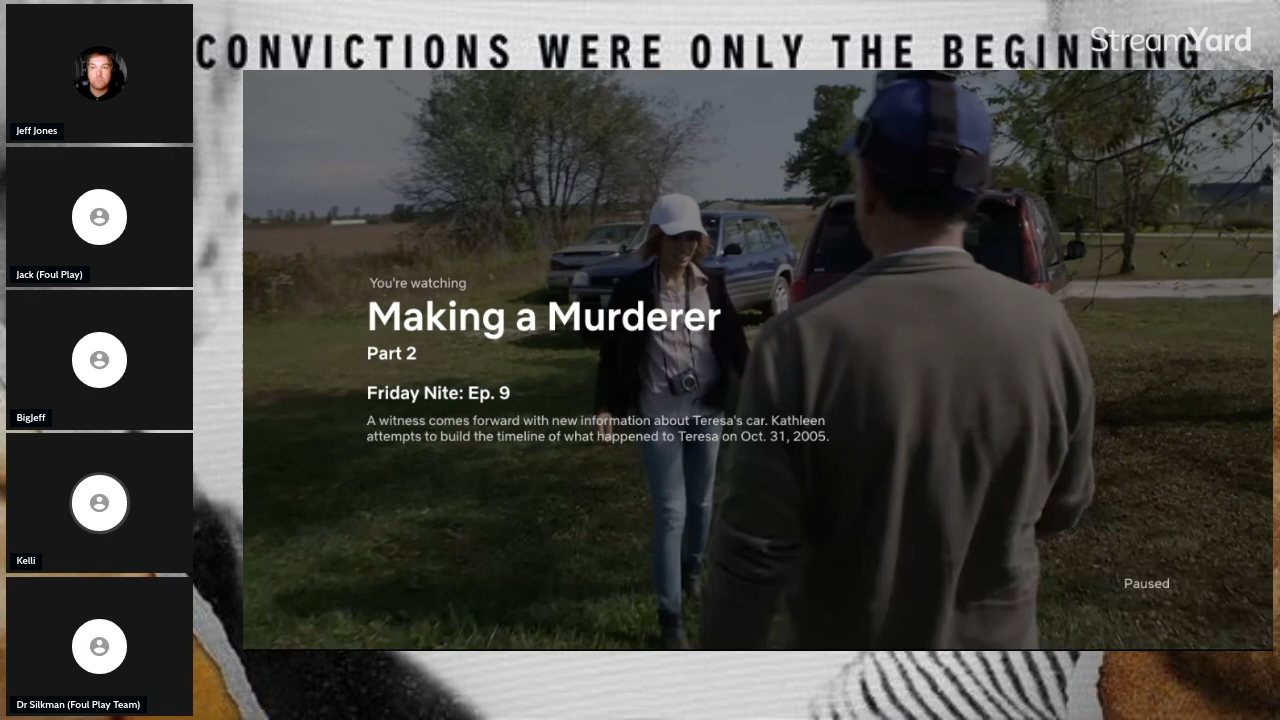 CONVICTIONS WERE ONLY THE BEGINNING
StreamYard
Jeff Jones
Jack (Foul Play)
BigJeff
Kelli
Dr Silkman (Foul Play Team)
You're watching
Making a Murderer
Part 2
Friday Nite: Ep. 9
A witness comes forward with new information about Teresa's car. Kathleen
attempts to build the timeline of what happened to Teresa on Oct. 31, 2005.
Paused